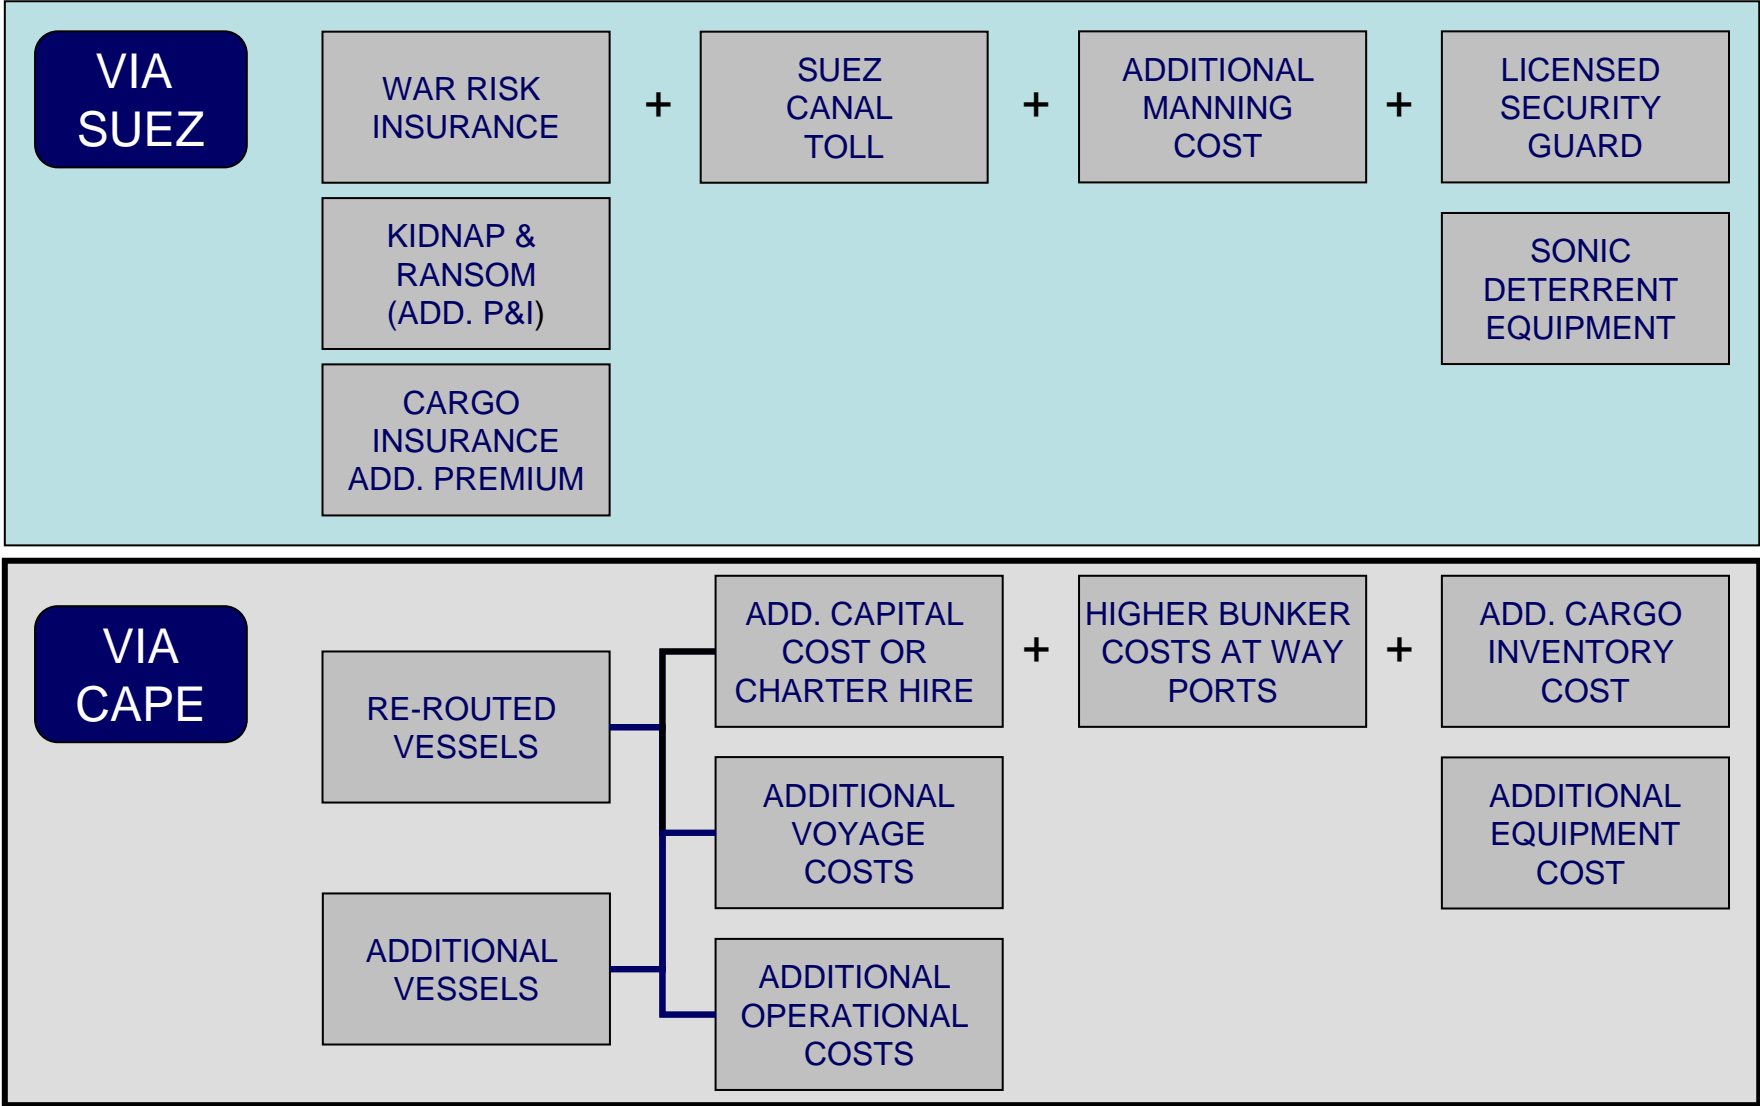 VIA
SUEZ
WAR RISK
INSURANCE
+
SUEZ
CANAL
TOLL
+
ADDITIONAL
MANNING
COST
+
LICENSED
SECURITY
GUARD
KIDNAP &
RANSOM
(ADD. P&I)
SONIC
DETERRENT
EQUIPMENT
CARGO
INSURANCE
ADD. PREMIUM
VIA
CAPE
RE-ROUTED
VESSELS
ADD. CAPITAL
COST OR
CHARTER HIRE
+
HIGHER BUNKER
COSTS AT WAY
PORTS
+
ADD. CARGO
INVENTORY
COST
ADDITIONAL
VOYAGE
COSTS
ADDITIONAL
EQUIPMENT
COST
ADDITIONAL
VESSELS
ADDITIONAL
OPERATIONAL
COSTS